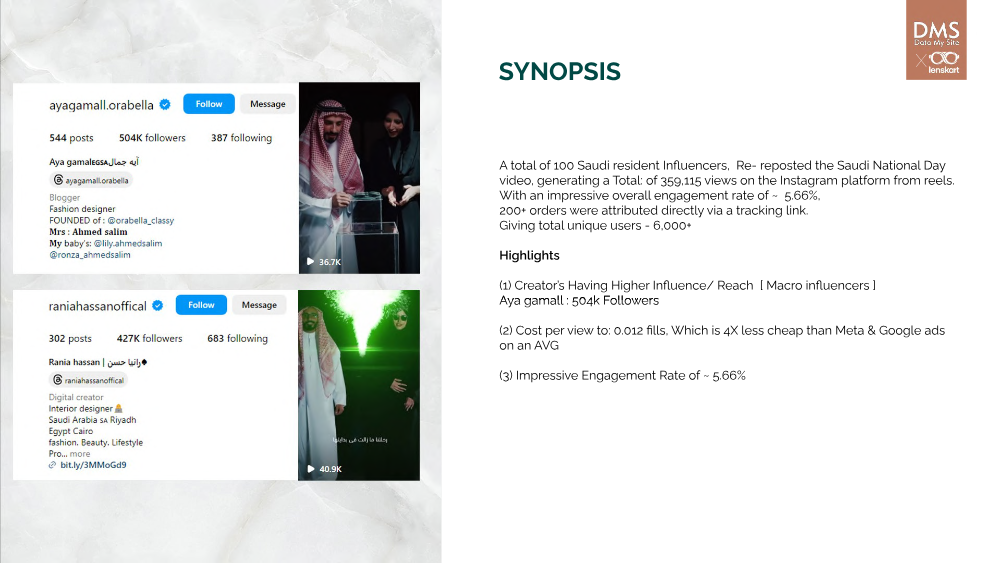 DMS
Data My Site
X lenskart
SYNOPSIS
A total of 100 Saudi resident Influencers, Re- reposted the Saudi National Day
video, generating a Total: of 359,115 views on the Instagram platform from reels.
With an impressive overall engagement rate of ~ 5.66%,
200+ orders were attributed directly via a tracking link.
Giving total unique users - 6,000+
Highlights
(1) Creator's Having Higher Influence/ Reach [ Macro influencers ]
Aya gamall : 504k Followers
(2) Cost per view to: 0.012 fills, Which is 4X less cheap than Meta & Google ads
on an AVG
(3) Impressive Engagement Rate of ~ 5.66%
ayagamall.orabella Follow Message
544 posts 504K followers 387 following
Aya gamalᴇɢsᴀآيه جمال
ayagamall.orabella
Blogger
Fashion designer
FOUNDED of : @orabella_classy
Mrs : Ahmed salim
My baby's: @lily.ahmedsalim
@ronza_ahmedsalim
36.7K
raniahassanoffical Follow Message
302 posts 427K followers 683 following
Rania hassan | رانيا حسن♠
raniahassanoffical
Digital creator
Interior designer
Saudi Arabia sᴀ Riyadh
Egypt Cairo
fashion. Beauty. Lifestyle
Pro... more
bit.ly/3MMoGd9
رحلتنا ما زالت في بدايتها
40.9K